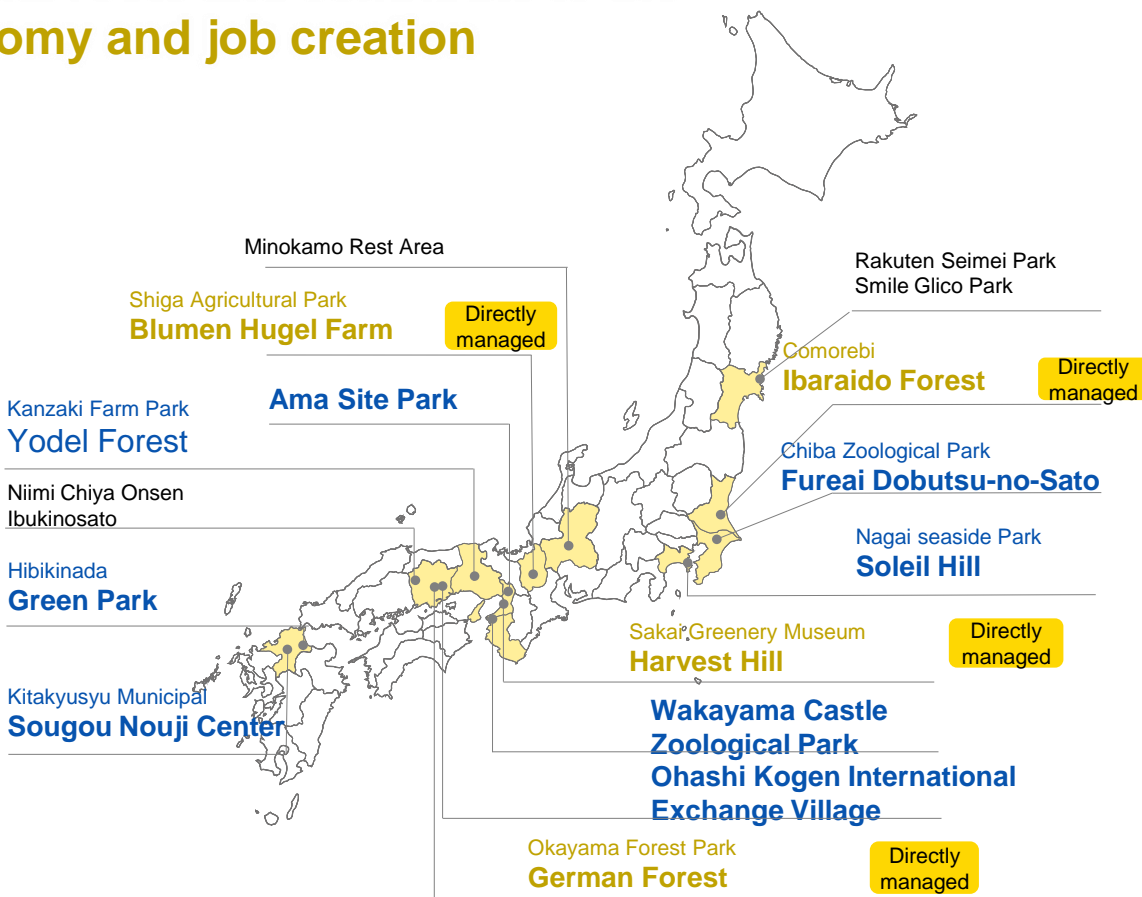 omy and job creation
Minokamo Rest Area
Rakuten Seimei Park
Smile Glico Park
Shiga Agricultural Park
Blumen Hugel Farm
Directly
managed
Comorebi
Ibaraido Forest
Directly
managed
Kanzaki Farm Park
Yodel Forest
Ama Site Park
Chiba Zoological Park
Fureai Dobutsu-no-Sato
Niimi Chiya Onsen
Ibukinosato
Nagai seaside Park
Soleil Hill
Hibikinada
Green Park
Sakai Greenery Museum
Harvest Hill
Directly
managed
Kitakyusyu Municipal
Sougou Nouji Center
Wakayama Castle
Zoological Park
Ohashi Kogen International
Exchange Village
Okayama Forest Park
German Forest
Directly
managed